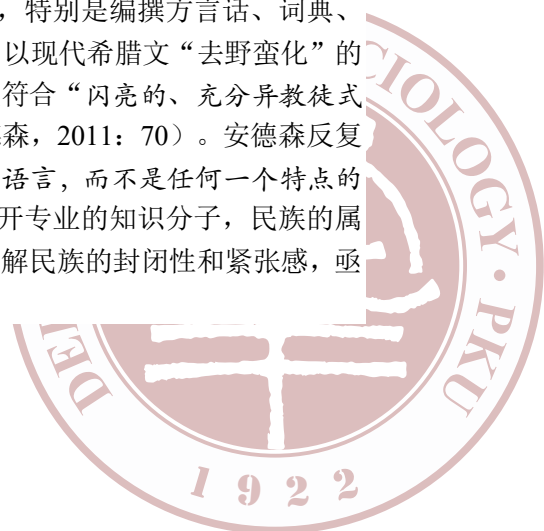 ，特别是编撰方言话、词典、
以现代希腊文“去野蛮化”的
符合“闪亮的、充分异教徒式
森，2011：70）。安德森反复
语言，而不是任何一个特点的
开专业的知识分子，民族的属
解民族的封闭性和紧张感，亟
CIOLOGY · PKU
DE
1922